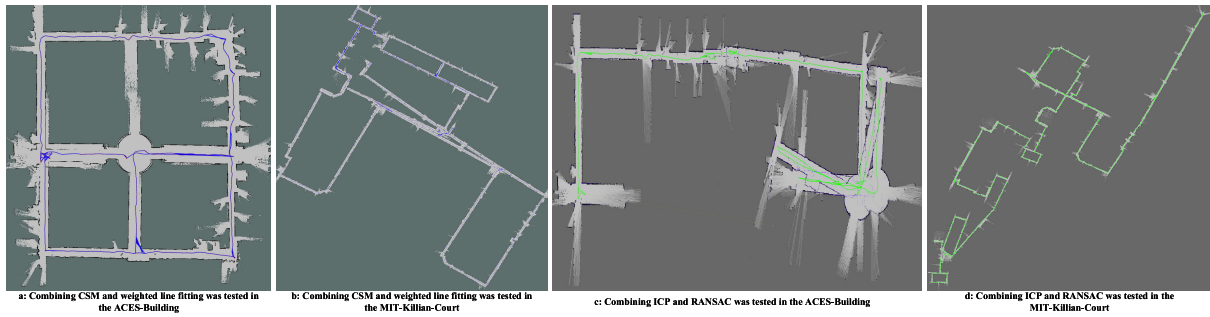 a: Combining CSM and weighted line fitting was tested in
the ACES-Building
b: Combining CSM and weighted line fitting was tested in
the MIT-Killian-Court
c: Combining ICP and RANSAC was tested in the ACES-Building
d: Combining ICP and RANSAC was tested in the
MIT-Killian-Court